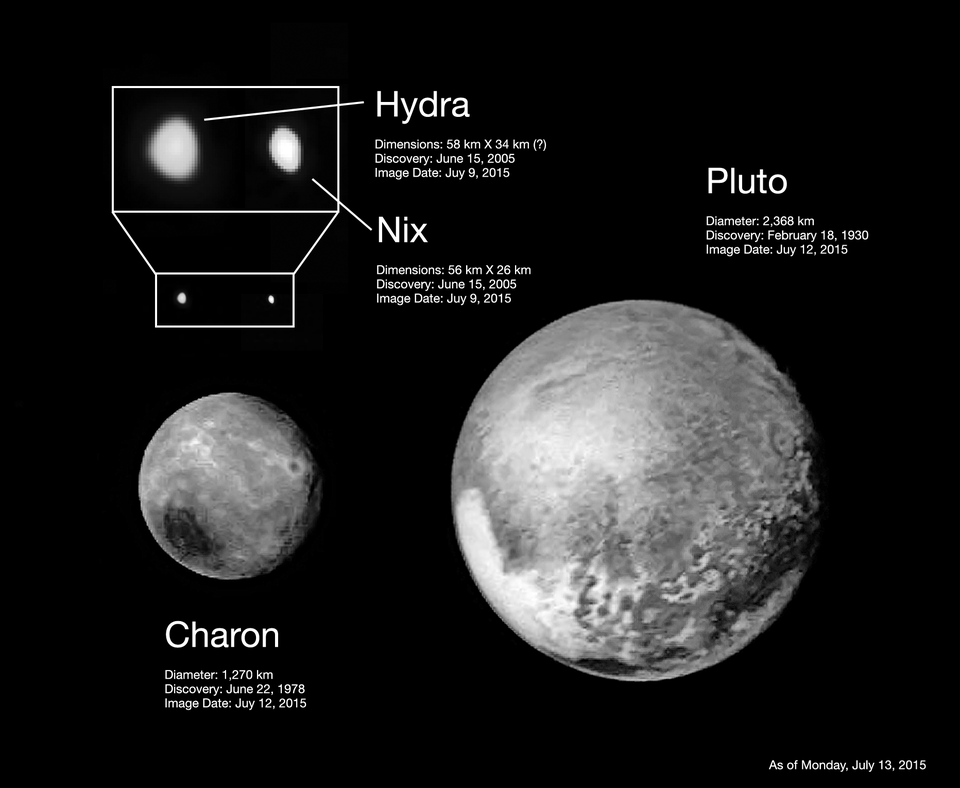 Hydra
Dimensions: 58 km X 34 km (?)
Discovery: June 15, 2005
Image Date: Juy 9, 2015
Nix
Dimensions: 56 km X 26 km
Discovery: June 15, 2005
Image Date: Juy 9, 2015
Pluto
Diameter: 2,368 km
Discovery: February 18, 1930
Image Date: Juy 12, 2015
Charon
Diameter: 1,270 km
Discovery: June 22, 1978
Image Date: Juy 12, 2015
As of Monday, July 13, 2015